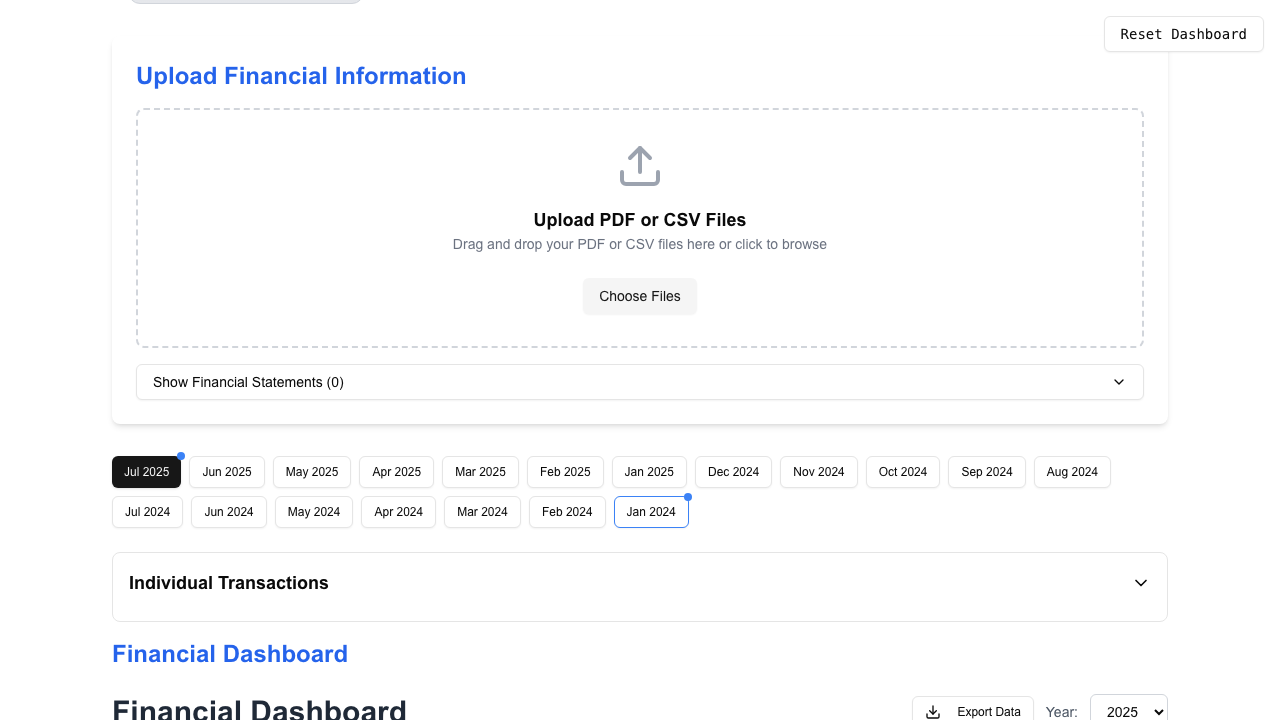 Reset Dashboard
Upload Financial Information
Upload PDF or CSV Files
Drag and drop your PDF or CSV files here or click to browse
Choose Files
Show Financial Statements (0)
Jul 2025 Jun 2025 May 2025 Apr 2025 Mar 2025 Feb 2025 Jan 2025 Dec 2024 Nov 2024 Oct 2024 Sep 2024 Aug 2024
Jul 2024 Jun 2024 May 2024 Apr 2024 Mar 2024 Feb 2024 Jan 2024
Individual Transactions
Financial Dashboard
Financial Dashboard Export Data Year: 2025